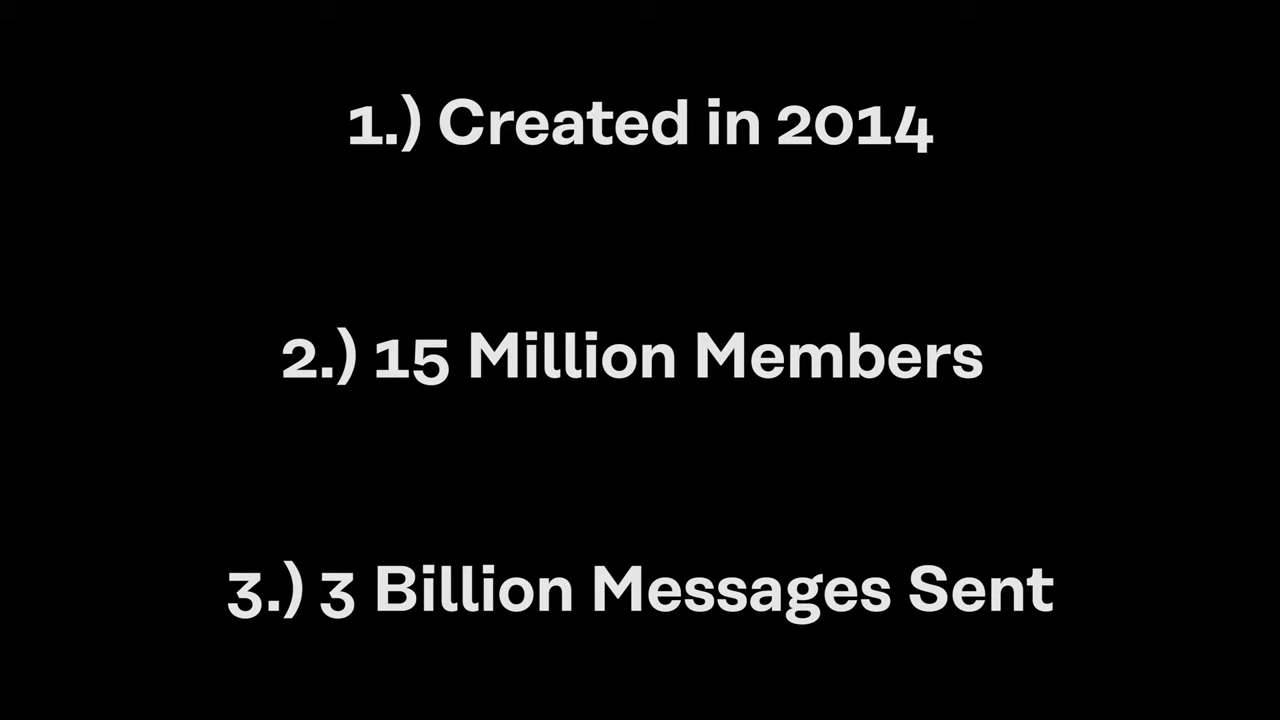 1.) Created in 2014
2.) 15 Million Members
3.) 3 Billion Messages Sent